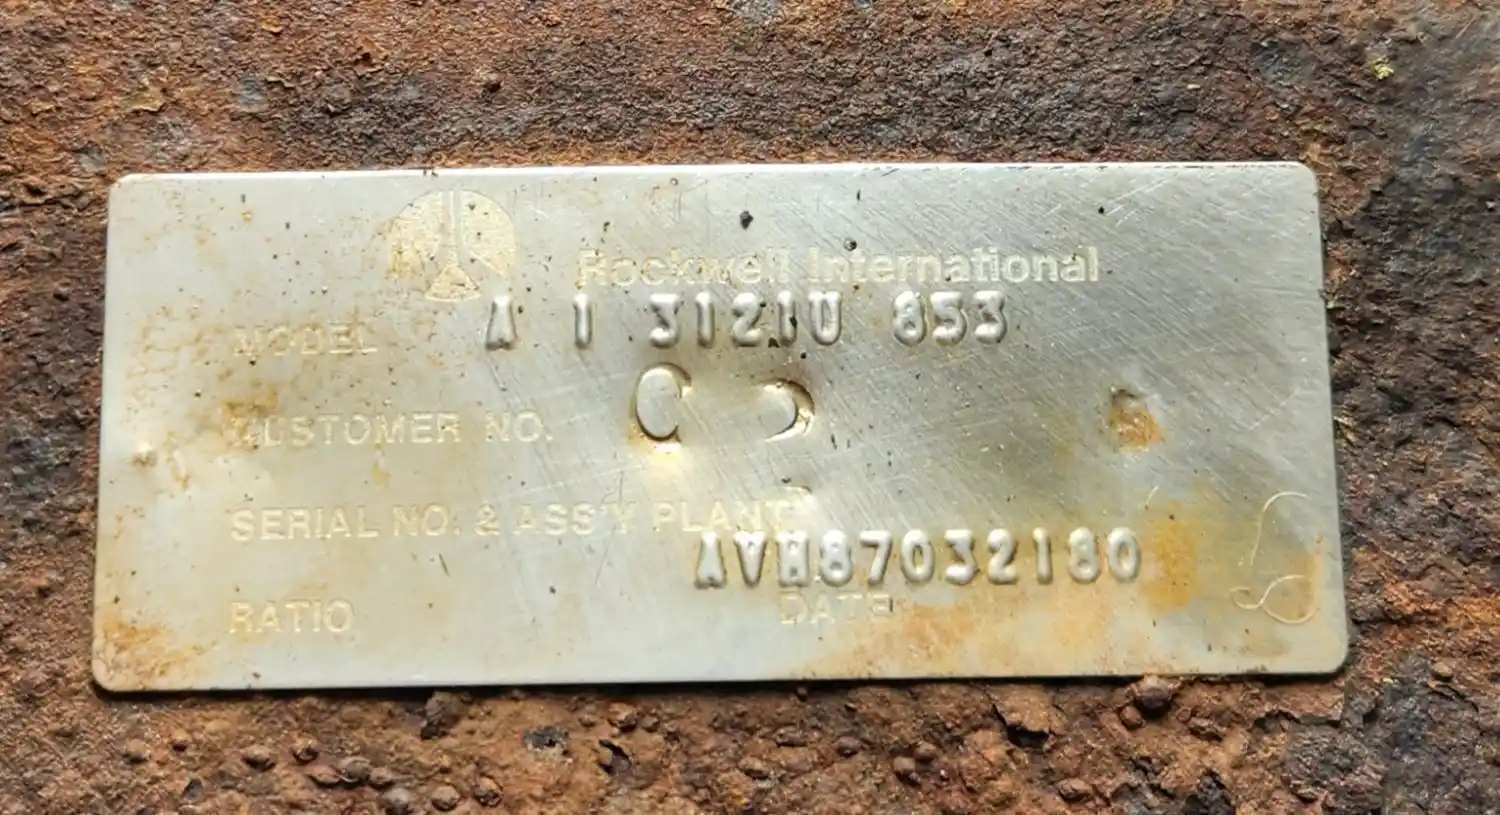 Rockwell International
MODEL A 1 3121U 853
CUSTOMER NO.
SERIAL NO. & ASS'Y PLANT
AVH87032180
RATIO DATE